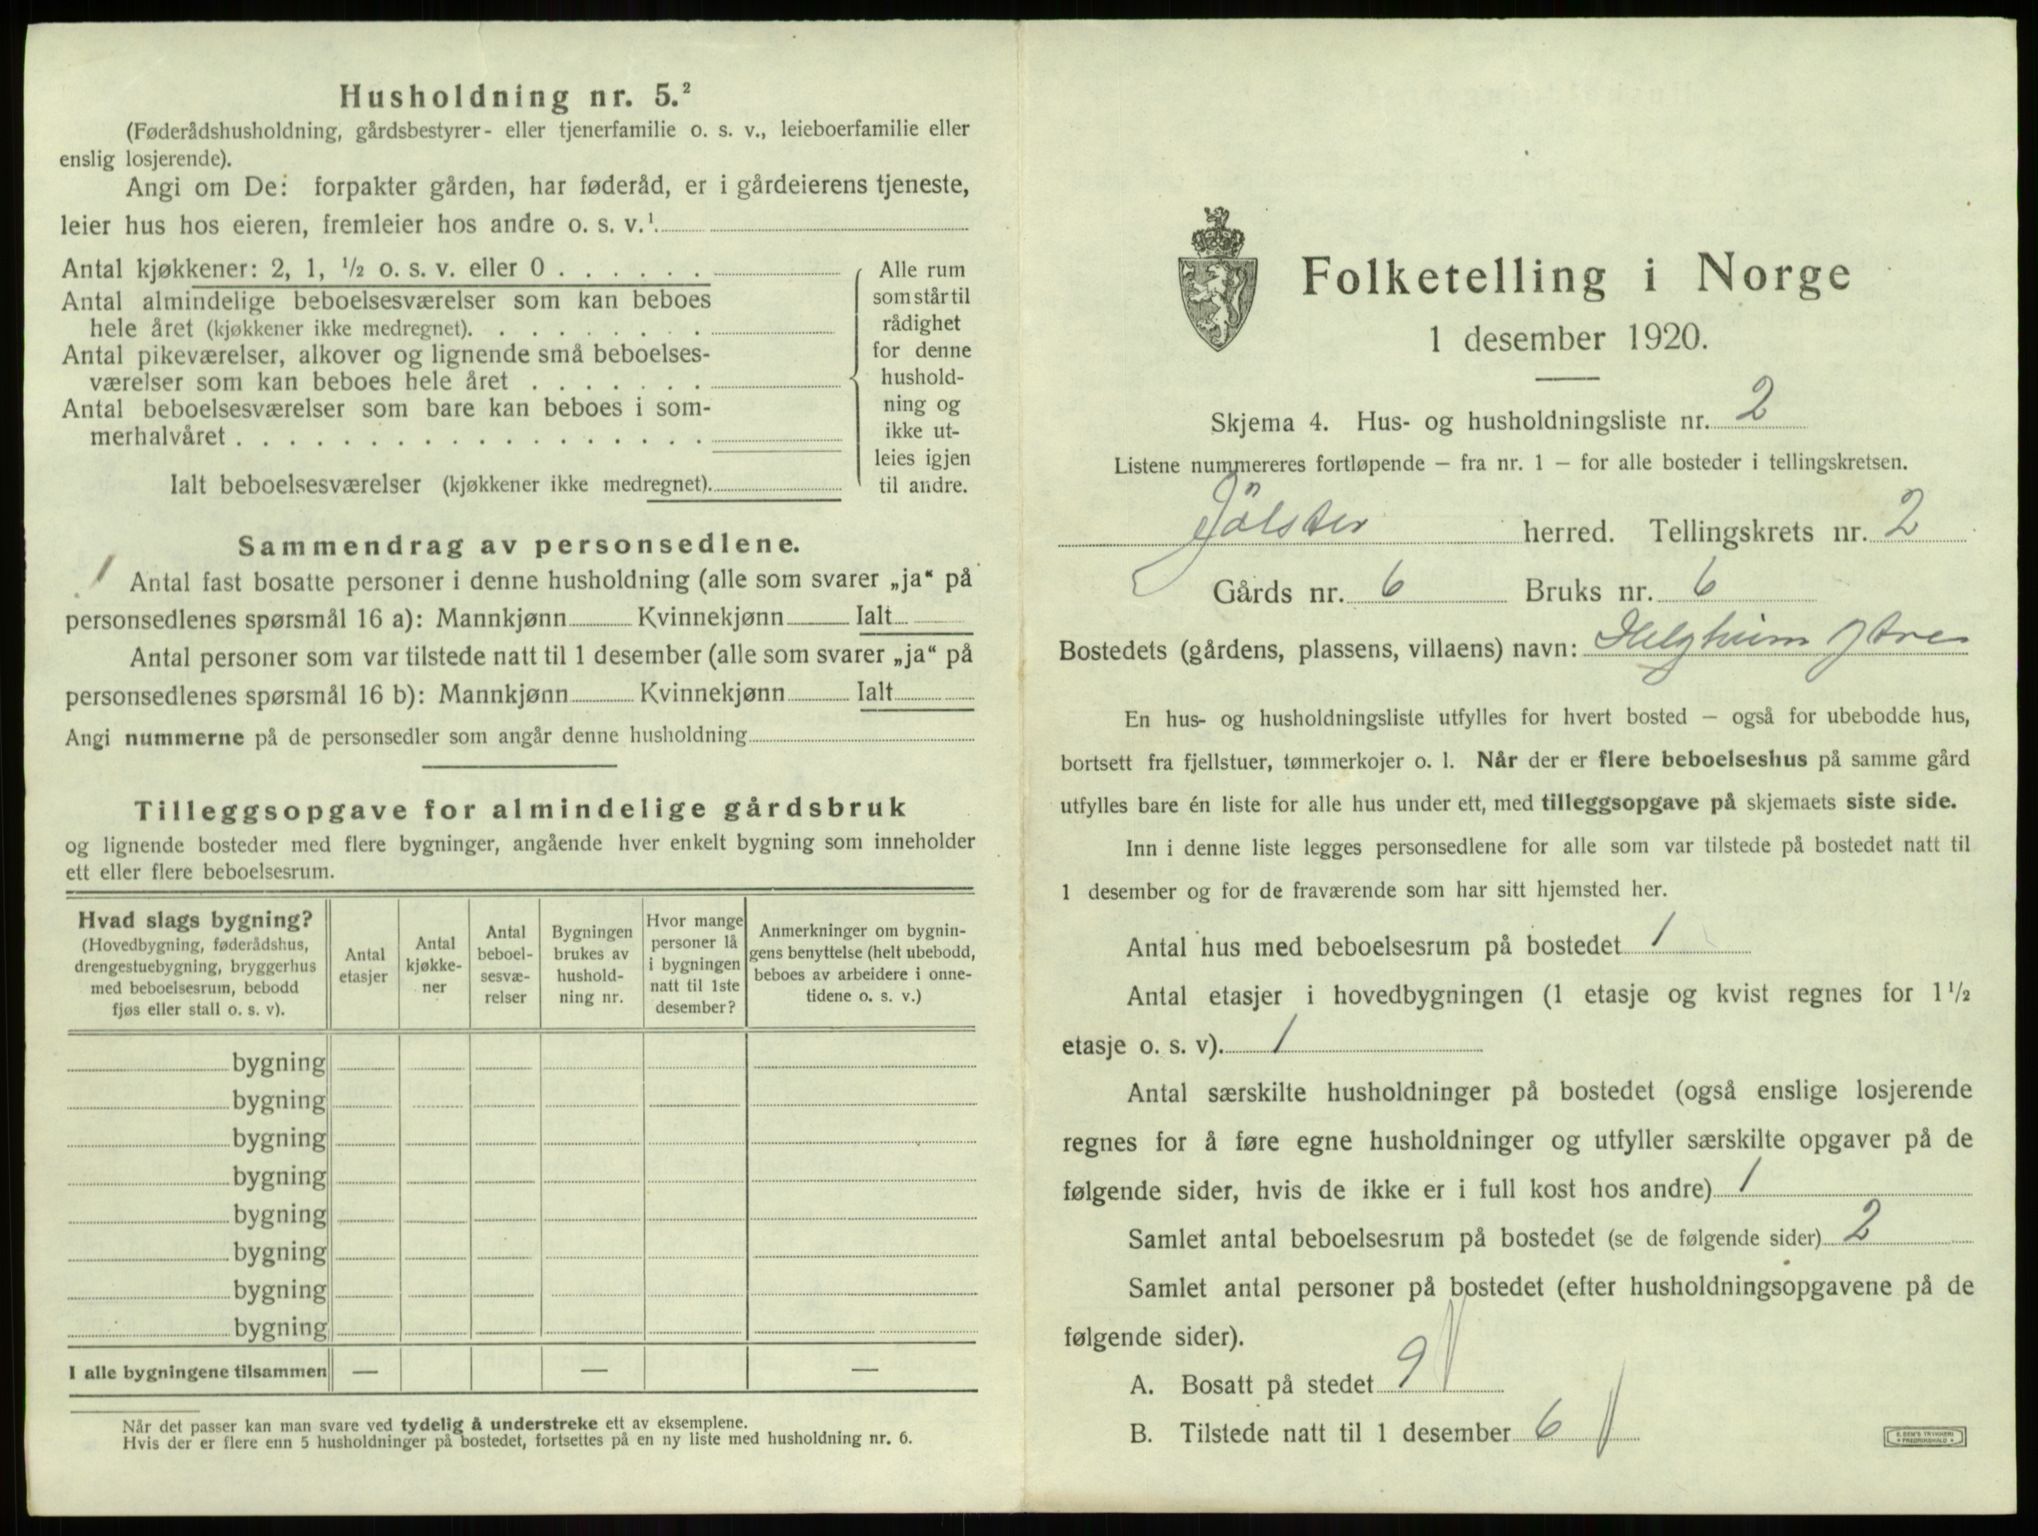 Husholdning nr. 5.²
(Føderådshusholdning, gårdsbestyrer- eller tjenerfamilie o. s. v., leieboerfamilie eller
enslig losjerende).
Angi om De: forpakter gården, har føderåd, er i gårdeierens tjeneste,
leier hus hos eieren, fremleier hos andre o. s. v.¹
Antal kjøkkener: 2, 1, ½ o. s. v. eller 0 . . . . . .
Antal almindelige beboelsesværelser som kan beboes
hele året (kjøkkener ikke medregnet). . . . . . . . .
Antal pikeværelser, alkover og lignende små beboelses-
værelser som kan beboes hele året . . . . . . .
Antal beboelsesværelser som bare kan beboes i som-
merhalvåret . . . . . . . . . . . . . . . . . .
Ialt beboelsesværelser (kjøkkener ikke medregnet).
Alle rum
som står til
rådighet
for denne
hushold-
ning og
ikke ut-
leies igjen
til andre.
Sammendrag av personsedlene.
Antal fast bosatte personer i denne husholdning (alle som svarer „ja“ på
personsedlenes spørsmål 16 a): Mannkjønn Kvinnekjønn Ialt
Antal personer som var tilstede natt til 1 desember (alle som svarer „ja“ på
personsedlenes spørsmål 16 b): Mannkjønn Kvinnekjønn Ialt
Angi nummerne på de personsedler som angår denne husholdning
Tilleggsopgave for almindelige gårdsbruk
og lignende bosteder med flere bygninger, angående hver enkelt bygning som inneholder
ett eller flere beboelsesrum.
Hvad slags bygning?
(Hovedbygning, føderådshus,
drengestuebygning, bryggerhus
med beboelsesrum, bebodd
fjøs eller stall o. s. v).
Antal
etasjer
Antal
kjøkke-
ner
Antal
beboel-
sesvæ-
relser
Bygningen
brukes av
hushold-
ning nr.
Hvor mange
personer lå
i bygningen
natt til 1ste
desember?
Anmerkninger om bygnin-
gens benyttelse (helt ubebodd,
beboes av arbeidere i onne-
tidene o. s. v.)
bygning
bygning
bygning
bygning
bygning
bygning
bygning
bygning
I alle bygningene tilsammen — — —
Når det passer kan man svare ved tydelig å understreke ett av eksemplene.
Hvis der er flere enn 5 husholdninger på bostedet, fortsettes på en ny liste med husholdning nr. 6.
Folketelling i Norge
1 desember 1920.
Skjema 4. Hus- og husholdningsliste nr. 2
Listene nummereres fortløpende – fra nr. 1 – for alle bosteder i tellingskretsen.
Jölster herred. Tellingskrets nr. 2
Gårds nr. 6 Bruks nr. 6
Bostedets (gårdens, plassens, villaens) navn: Helgheim ytre
En hus- og husholdningsliste utfylles for hvert bosted – også for ubebodde hus,
bortsett fra fjellstuer, tømmerkojer o. l. Når der er flere beboelseshus på samme gård
utfylles bare én liste for alle hus under ett, med tilleggsopgave på skjemaets siste side.
Inn i denne liste legges personsedlene for alle som var tilstede på bostedet natt til
1 desember og for de fraværende som har sitt hjemsted her.
Antal hus med beboelsesrum på bostedet 1
Antal etasjer i hovedbygningen (1 etasje og kvist regnes for 1½
etasje o. s. v). 1
Antal særskilte husholdninger på bostedet (også enslige losjerende
regnes for å føre egne husholdninger og utfyller særskilte opgaver på de
følgende sider, hvis de ikke er i full kost hos andre) 1
Samlet antal beboelsesrum på bostedet (se de følgende sider) 2
Samlet antal personer på bostedet (efter husholdningsopgavene på de
følgende sider).
A. Bosatt på stedet 9
B. Tilstede natt til 1 desember 6